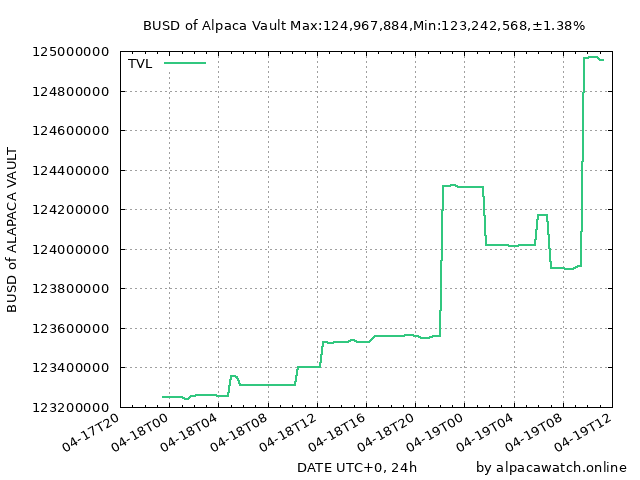 BUSD of Alpaca Vault Max:124,967,884,Min:123,242,568,±1.38%
TVL
125000000
124800000
124600000
124400000
124200000
124000000
123800000
123600000
123400000
123200000
BUSD of ALAPACA VAULT
04-17T20
04-18T00
04-18T04
04-18T08
04-18T12
04-18T16
04-18T20
04-19T00
04-19T04
04-19T08
04-19T12
DATE UTC+0, 24h
by alpacawatch.online